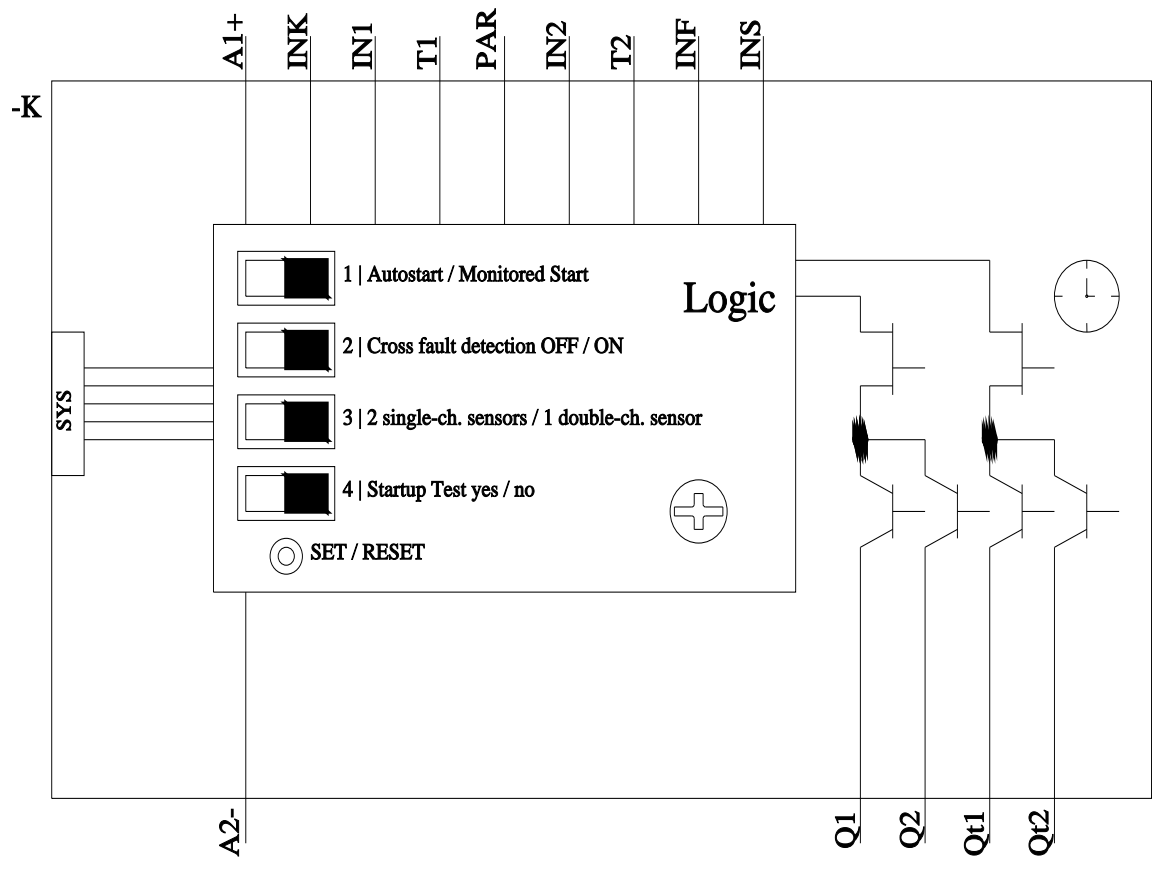 A1+
INK
IN1
T1
PAR
IN2
T2
INF
INS
-K
1 | Autostart / Monitored Start
Logic
2 | Cross fault detection OFF / ON
SYS
3 | 2 single-ch. sensors / 1 double-ch. sensor
4 | Startup Test yes / no
SET / RESET
A2-
Q1
Q2
Qt1
Qt2